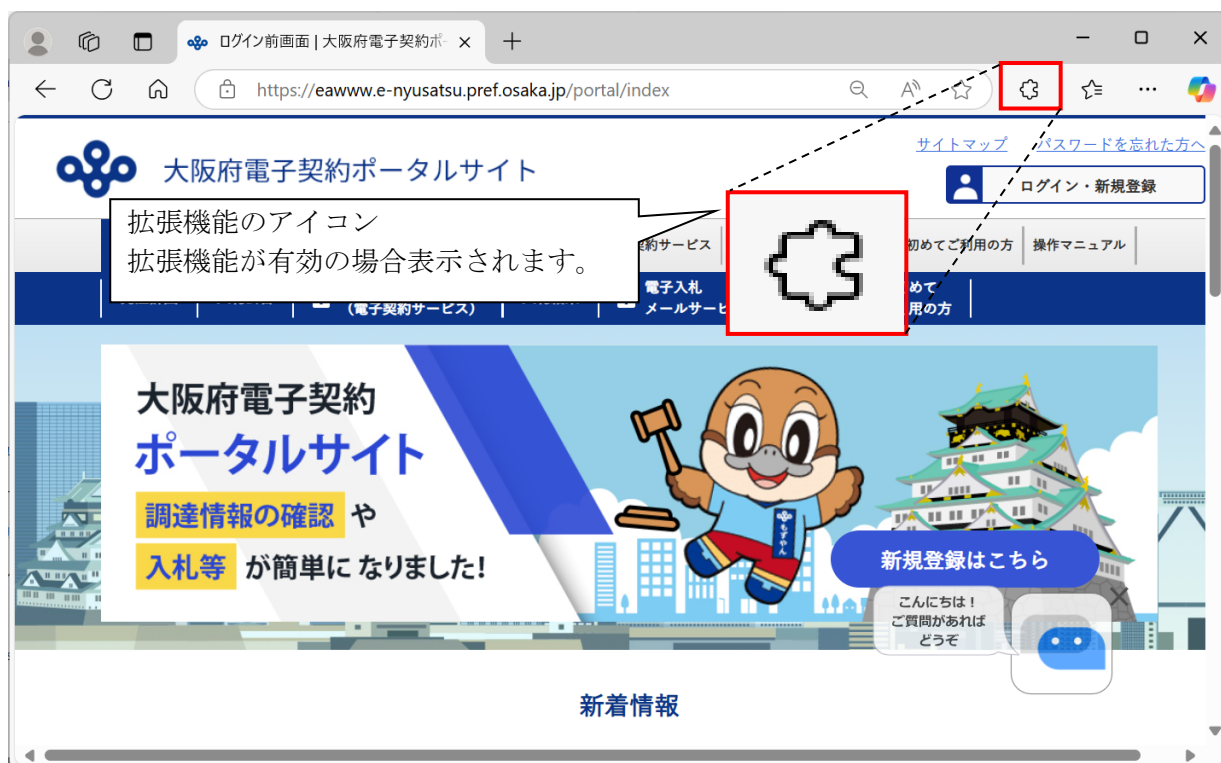 ログイン前画面 | 大阪府電子契約ポ
https://eawww.e-nyusatsu.pref.osaka.jp/portal/index
サイトマップ
パスワードを忘れた方へ
大阪府電子契約ポータルサイト
ログイン・新規登録
拡張機能のアイコン
拡張機能が有効の場合表示されます。
約サービス
初めてご利用の方
操作マニュアル
(電子契約サービス)
電子入札
メールサービ
めて
用の方
大阪府電子契約
ポータルサイト
調達情報の確認 や
入札等 が簡単に なりました!
もずやん
新規登録はこちら
こんにちは!
ご質問があれば
どうぞ
新着情報